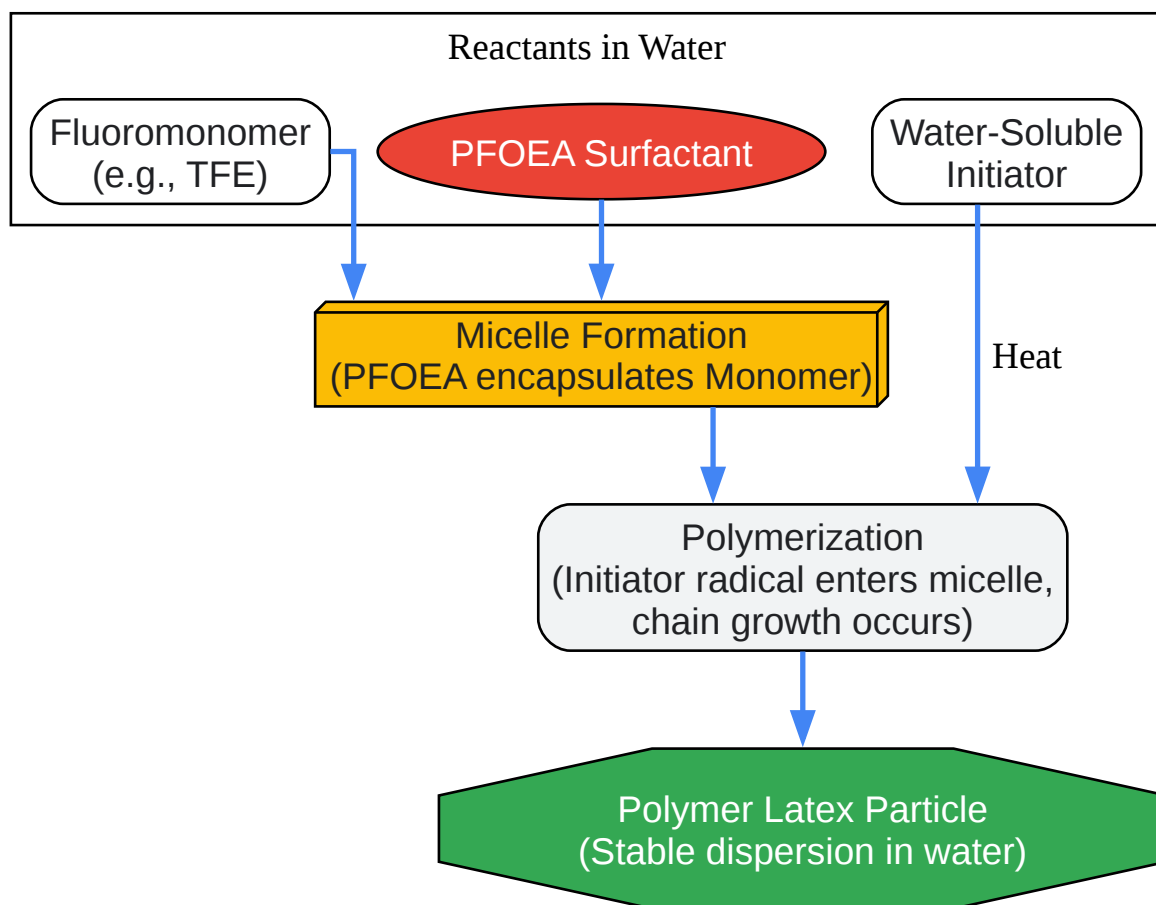 Reactants in Water
Fluoromonomer
(e.g., TFE)
PFOEA Surfactant
Water-Soluble
Initiator
Micelle Formation
(PFOEA encapsulates Monomer)
Heat
Polymerization
(Initiator radical enters micelle,
chain growth occurs)
Polymer Latex Particle
(Stable dispersion in water)